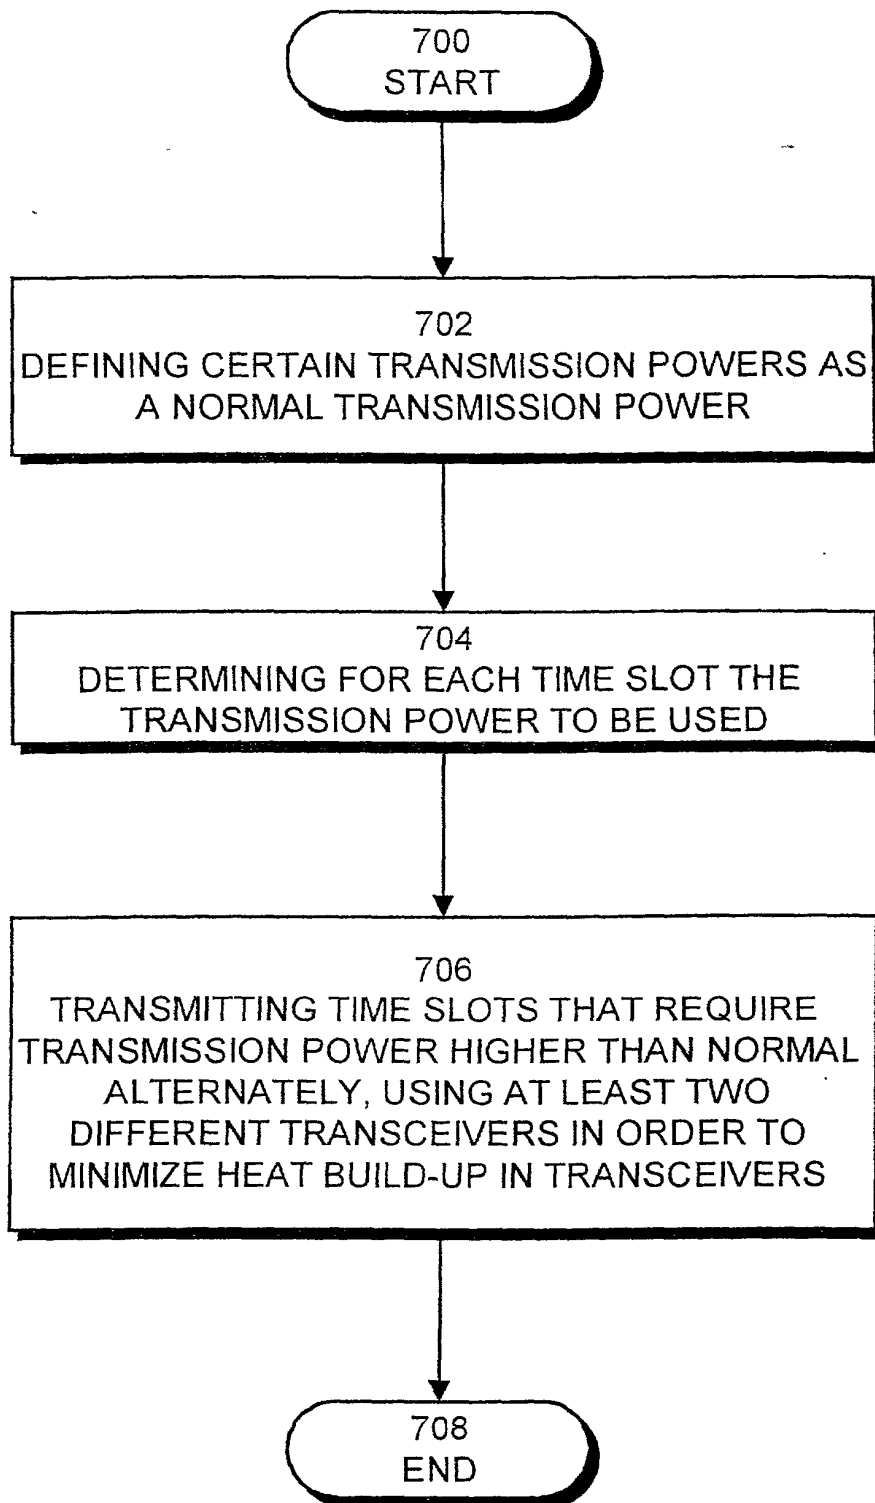 700
START
702
DEFINING CERTAIN TRANSMISSION POWERS AS
A NORMAL TRANSMISSION POWER
704
DETERMINING FOR EACH TIME SLOT THE
TRANSMISSION POWER TO BE USED
706
TRANSMITTING TIME SLOTS THAT REQUIRE
TRANSMISSION POWER HIGHER THAN NORMAL
ALTERNATELY, USING AT LEAST TWO
DIFFERENT TRANSCEIVERS IN ORDER TO
MINIMIZE HEAT BUILD-UP IN TRANSCEIVERS
708
END